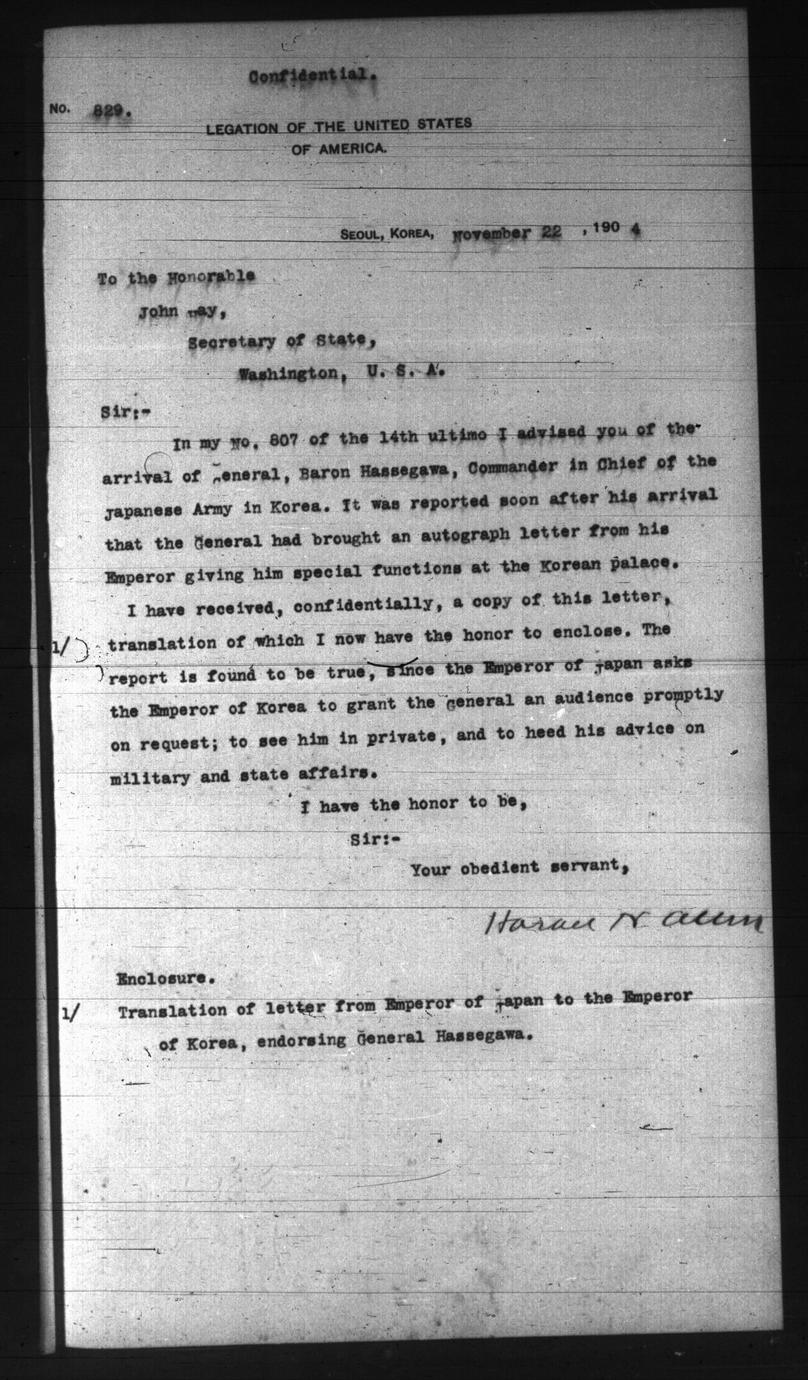 Confidential.
No. 829.
LEGATION OF THE UNITED STATES
OF AMERICA.
SEOUL, KOREA, November 22 , 190 4
To the Honorable
John Hay,
Secretary of State,
Washington, U. S. A.
Sir:-
In my No. 807 of the 14th ultimo I advised you of the
arrival of General, Baron Hassegawa, Commander in Chief of the
Japanese Army in Korea. It was reported soon after his arrival
that the General had brought an autograph letter from his
Emperor giving him special functions at the Korean palace.
I have received, confidentially, a copy of this letter,
1/ translation of which I now have the honor to enclose. The
report is found to be true, since the Emperor of Japan asks
the Emperor of Korea to grant the General an audience promptly
on request; to see him in private, and to heed his advice on
military and state affairs.
I have the honor to be,
Sir:-
Your obedient servant,
Horace N Allen
Enclosure.
1/ Translation of letter from Emperor of Japan to the Emperor
of Korea, endorsing General Hassegawa.